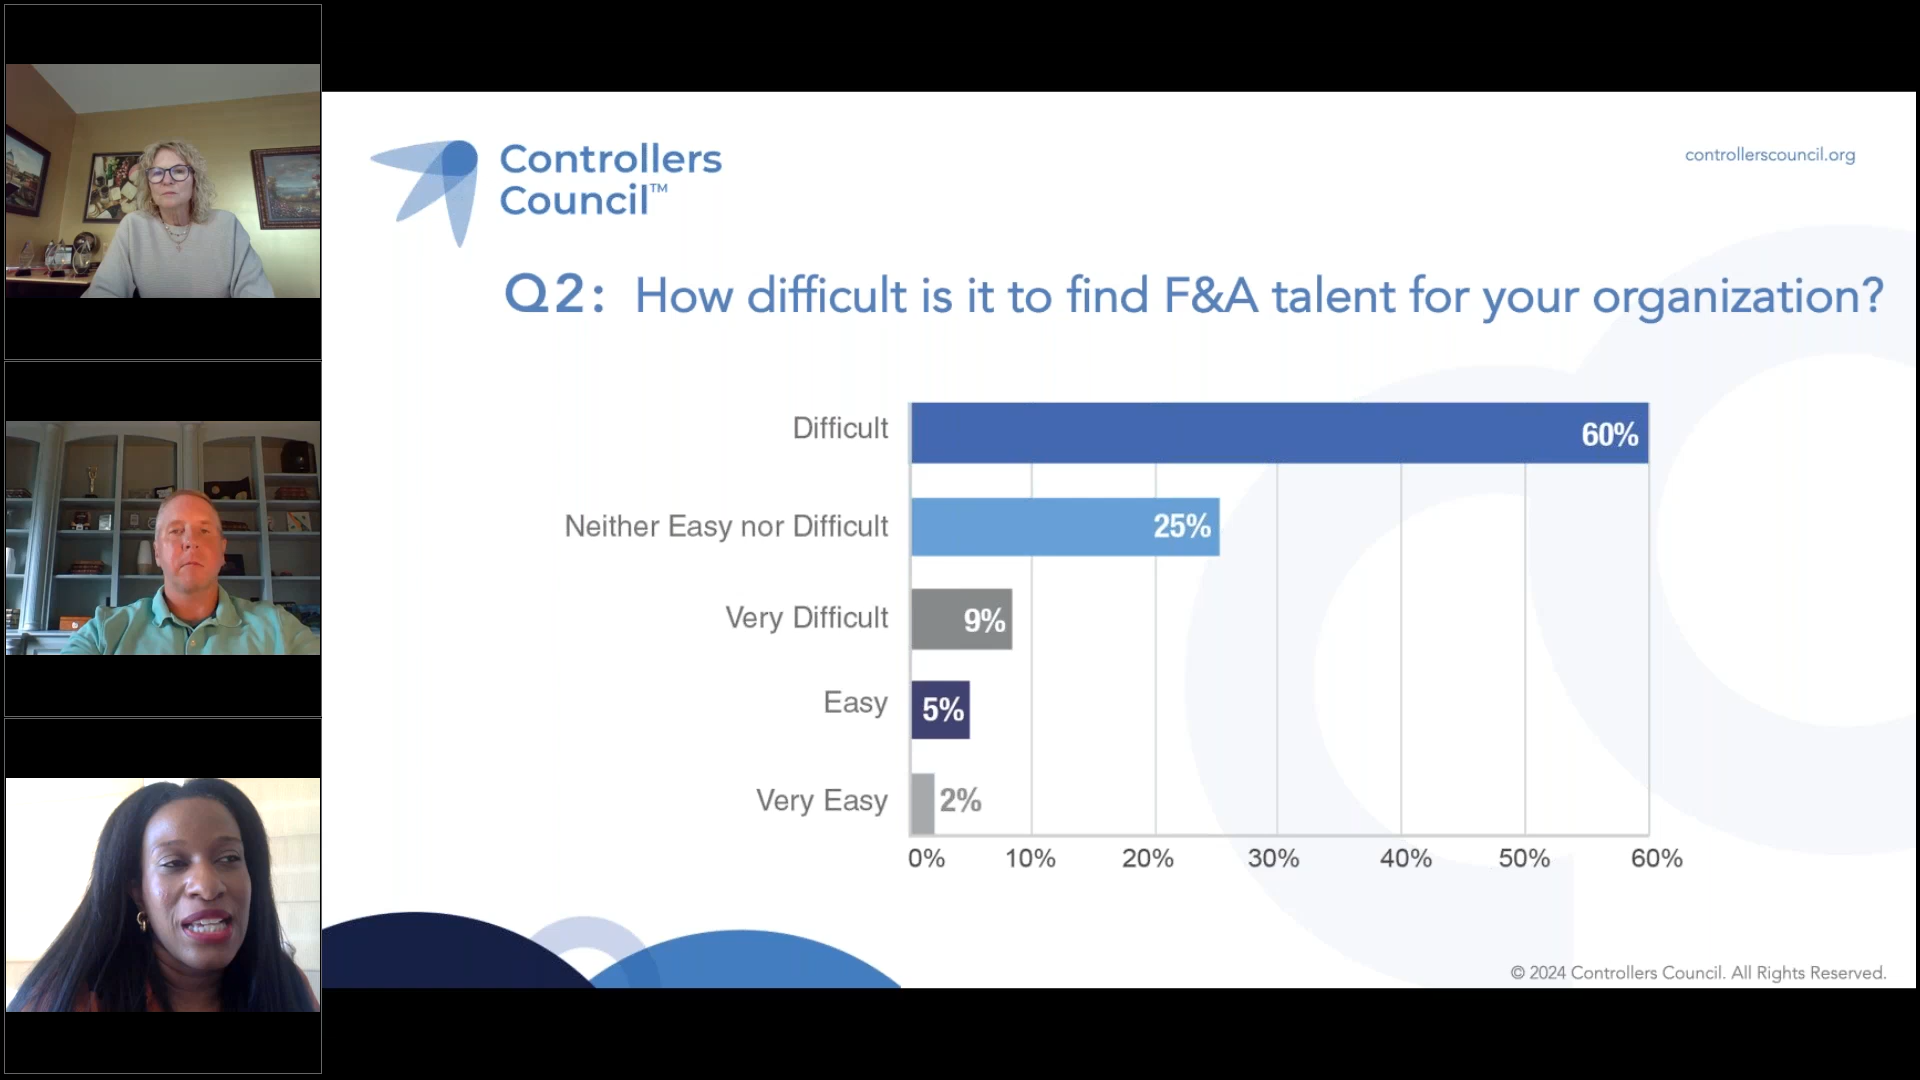 Controllers
Council™
controllerscouncil.org
Q2: How difficult is it to find F&A talent for your organization?
Difficult 60%
Neither Easy nor Difficult 25%
Very Difficult 9%
Easy 5%
Very Easy 2%
0% 10% 20% 30% 40% 50% 60%
© 2024 Controllers Council. All Rights Reserved.